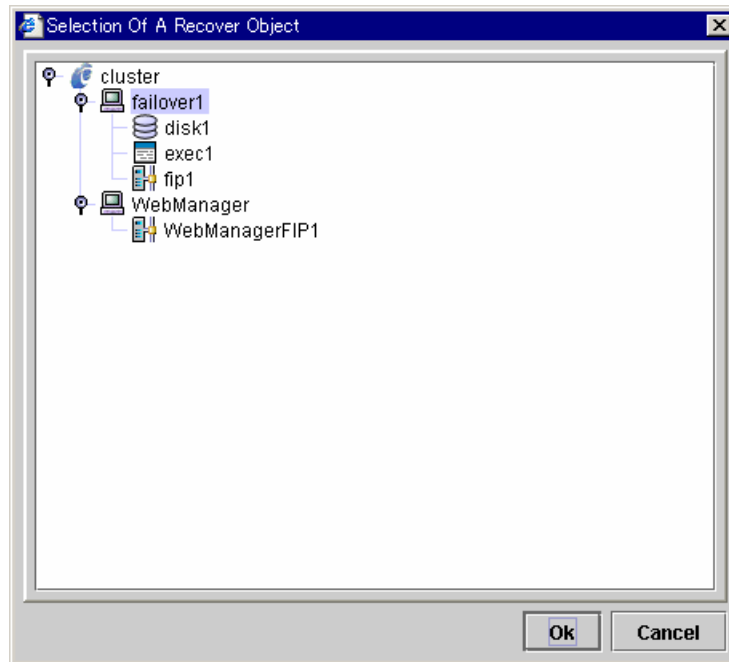 Selection Of A Recover Object
cluster
failover1
disk1
exec1
fip1
WebManager
WebManagerFIP1
Ok
Cancel